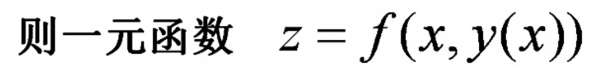 则一元函数 z = f(x, y(x))